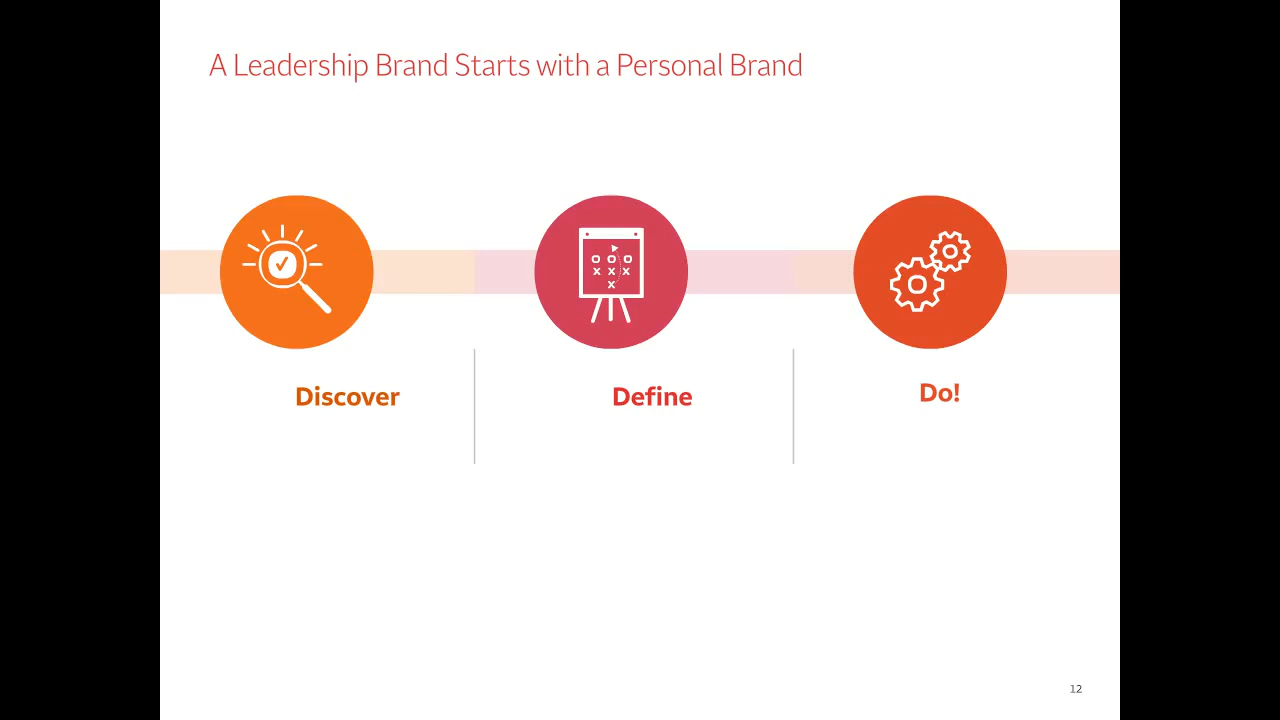 A Leadership Brand Starts with a Personal Brand
Discover
Define
Do!
12